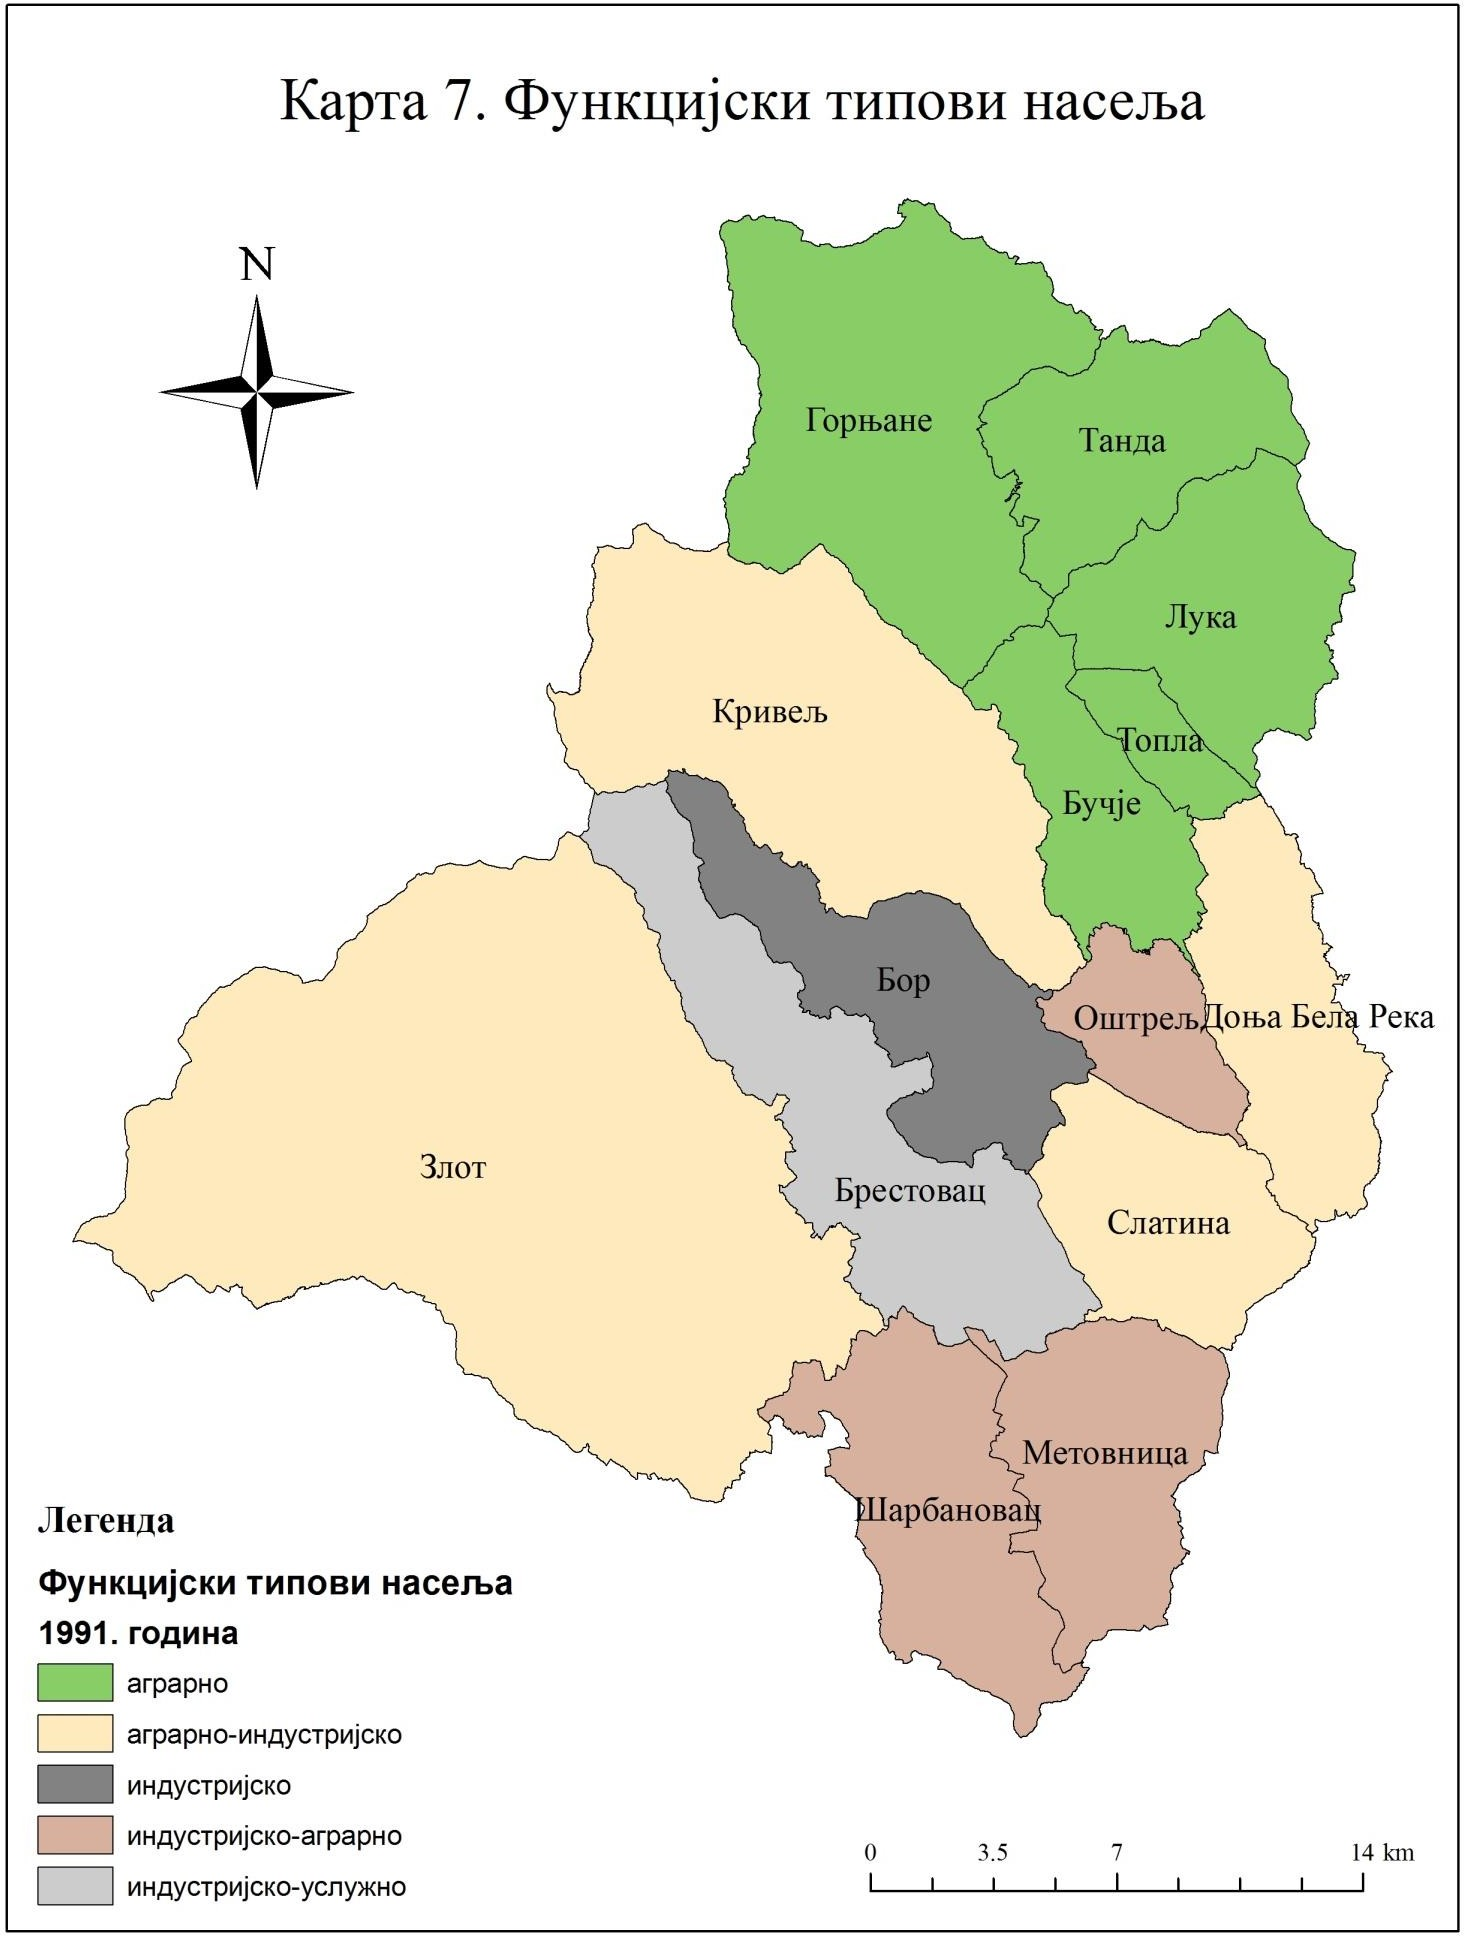 Карта 7. Функцијски типови насеља
N
Горњане
Танда
Лука
Кривељ
Топла
Бучје
Бор
Оштрељ
Доња Бела Река
Злот
Брестовац
Слатина
Метовница
Шарбановац
Легенда
Функцијски типови насеља
1991. година
аграрно
аграрно-индустријско
индустријско
индустријско-аграрно
индустријско-услужно
0 3.5 7 14 km